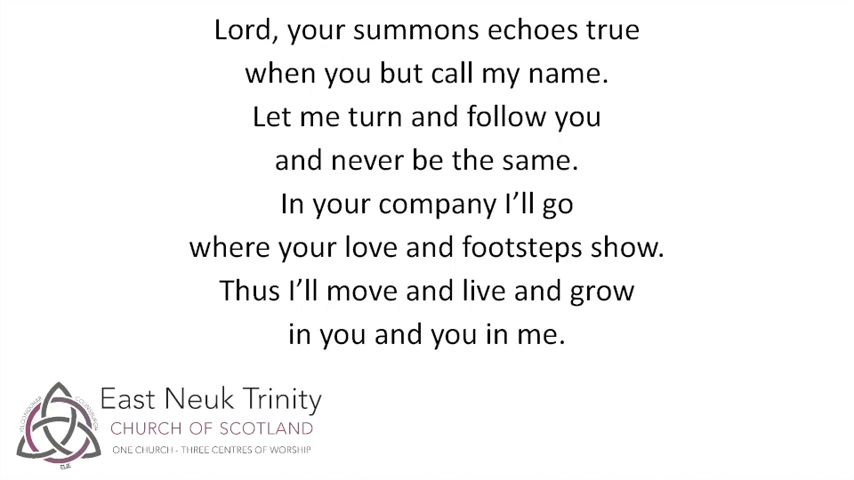 Lord, your summons echoes true
when you but call my name.
Let me turn and follow you
and never be the same.
In your company I’ll go
where your love and footsteps show.
Thus I’ll move and live and grow
in you and you in me.
East Neuk Trinity
CHURCH OF SCOTLAND
ONE CHURCH - THREE CENTRES OF WORSHIP